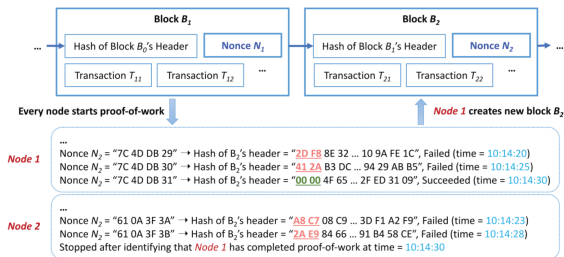 Block B₁
Block B₂
...
Hash of Block B₀'s Header
Nonce N₁
Hash of Block B₁'s Header
Nonce N₂
...
Transaction T₁₁
Transaction T₁₂
...
Transaction T₂₁
Transaction T₂₂
...
Every node starts proof-of-work
Node 1 creates new block B₂
...
Node 1
Nonce N₂ = "7C 4D DB 29" ➝ Hash of B₂'s header = "2D F8 8E 32 ... 10 9A FE 1C", Failed (time = 10:14:20)
Nonce N₂ = "7C 4D DB 30" ➝ Hash of B₂'s header = "41 2A B3 DC ... 94 29 AB B5", Failed (time = 10:14:25)
Nonce N₂ = "7C 4D DB 31" ➝ Hash of B₂'s header = "00 00 4F 65 ... 2F ED 31 09", Succeeded (time = 10:14:30)
...
Node 2
Nonce N₂ = "61 0A 3F 3A" ➝ Hash of B₂'s header = "A8 C7 08 C9 ... 3D F1 A2 F9", Failed (time = 10:14:23)
Nonce N₂ = "61 0A 3F 3B" ➝ Hash of B₂'s header = "2A E9 84 66 ... 91 B4 58 CE", Failed (time = 10:14:28)
Stopped after identifying that Node 1 has completed proof-of-work at time = 10:14:30